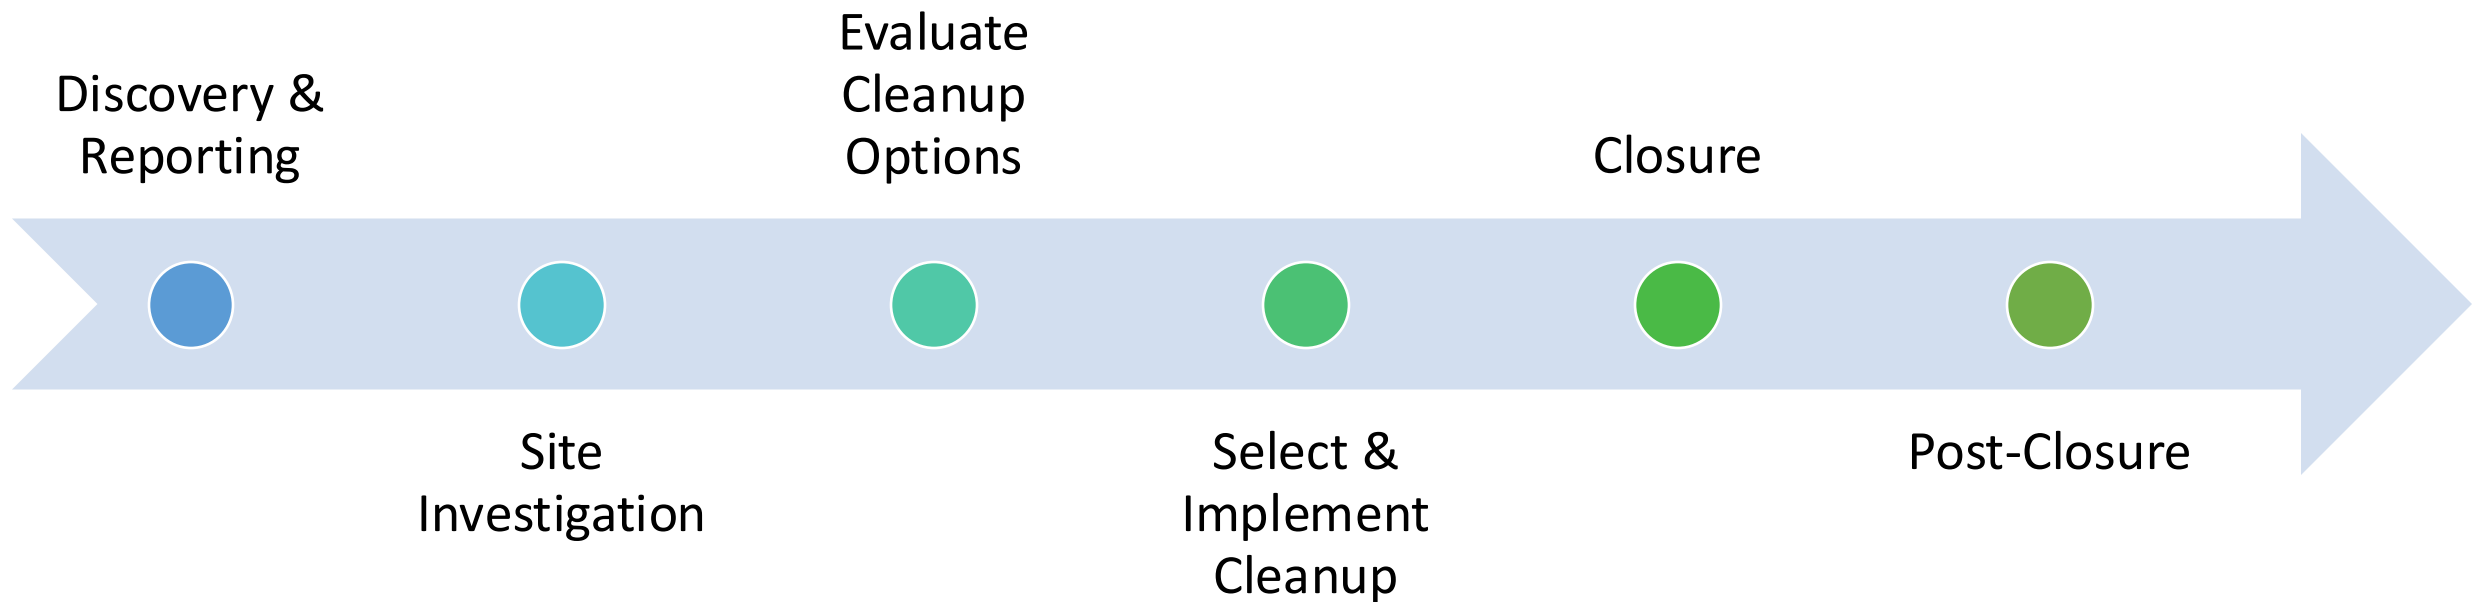 Discovery &
Reporting
Site
Investigation
Evaluate
Cleanup
Options
Select &
Implement
Cleanup
Closure
Post-Closure